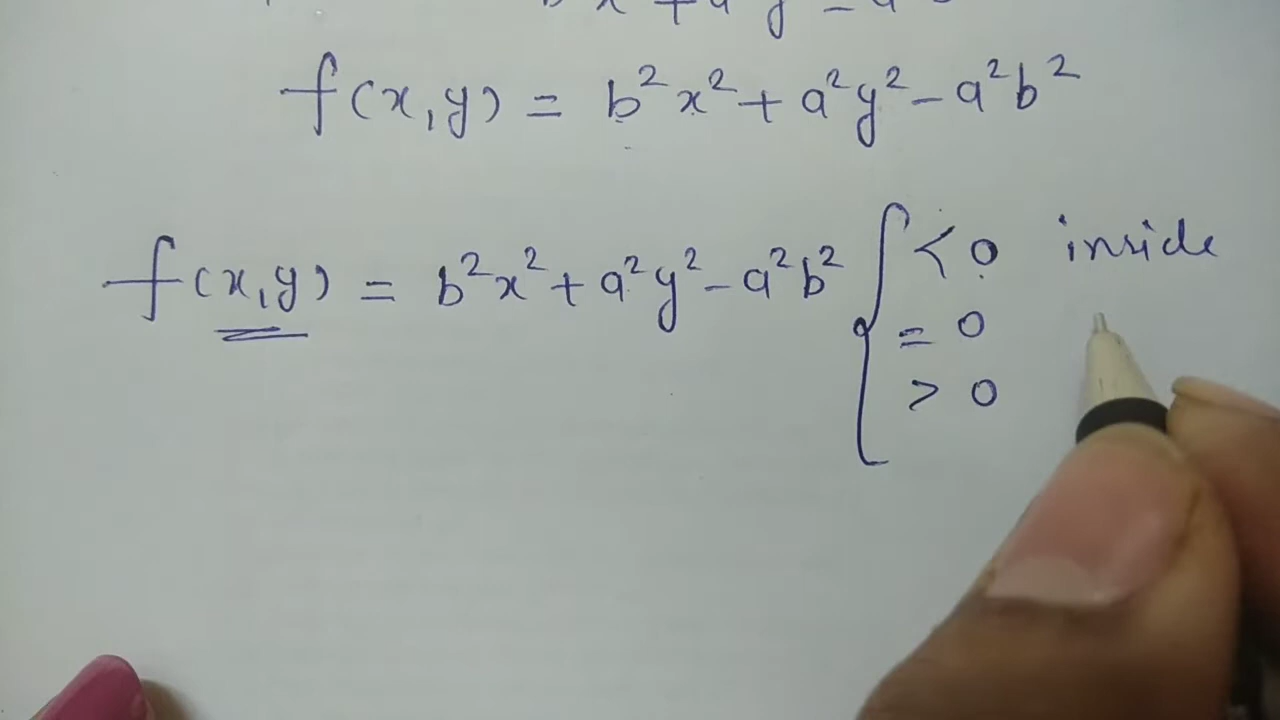 f(x,y) = b²x² + a²y² - a²b²
f(x,y) = b²x² + a²y² - a²b² { < 0 inside
= 0
> 0